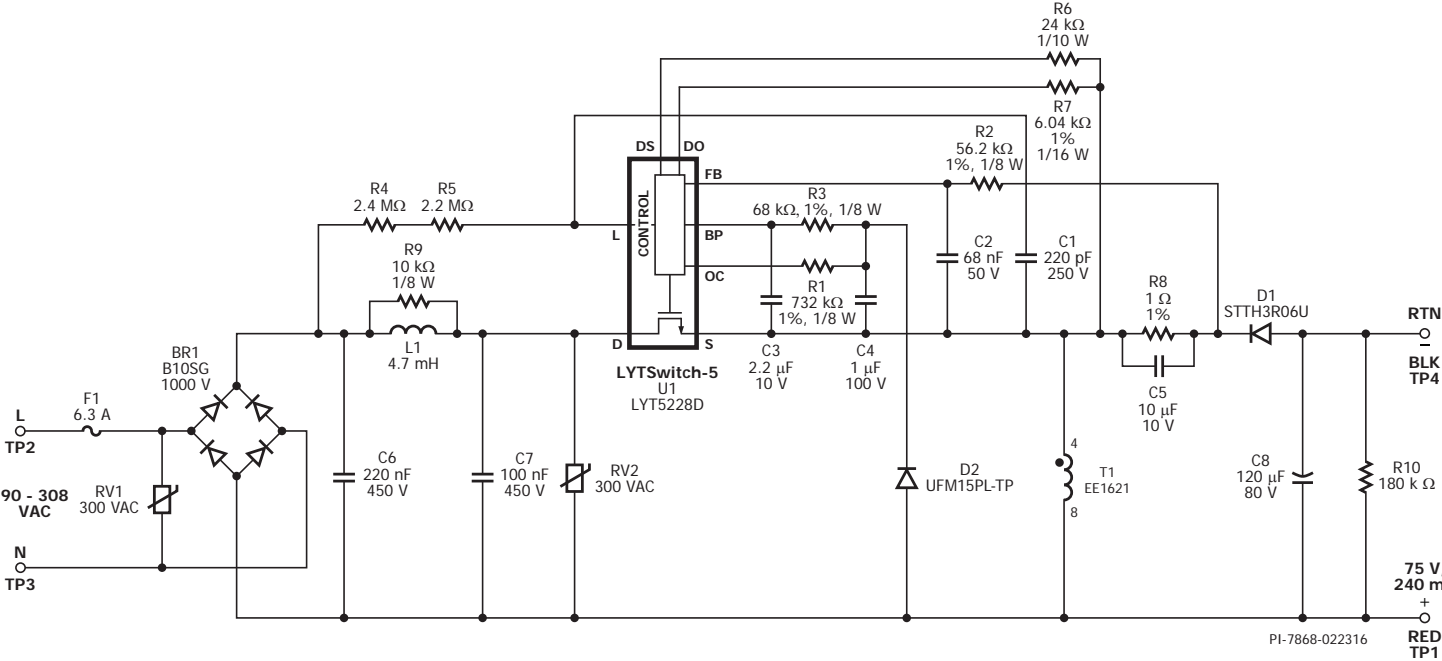 R6
24 kΩ
1/10 W
R7
6.04 kΩ
1%
1/16 W
DS
DO
R2
56.2 kΩ
1%, 1/8 W
FB
R4
2.4 MΩ
R5
2.2 MΩ
CONTROL
R3
68 kΩ, 1%, 1/8 W
L
BP
R9
10 kΩ
1/8 W
OC
C2
68 nF
50 V
C1
220 pF
250 V
R1
732 kΩ
1%, 1/8 W
R8
1 Ω
1%
D1
STTH3R06U
RTN
–
BLK
TP4
L1
4.7 mH
D
S
BR1
B10SG
1000 V
LYTSwitch-5
U1
LYT5228D
C3
2.2 µF
10 V
C4
1 µF
100 V
C5
10 µF
10 V
F1
6.3 A
L
TP2
C6
220 nF
450 V
C7
100 nF
450 V
RV2
300 VAC
D2
UFM15PL-TP
4
T1
EE1621
8
C8
120 µF
80 V
R10
180 k Ω
90 - 308
VAC
RV1
300 VAC
N
TP3
75 V,
240 m
+
RED
TP1
PI-7868-022316